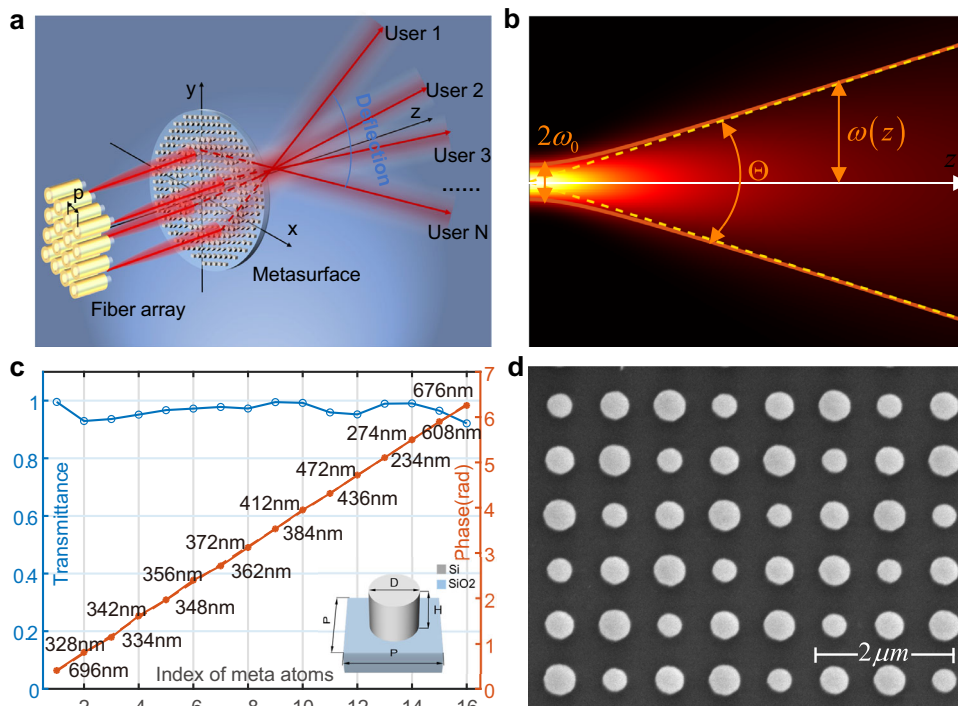 a
User 1
User 2
y
z
Deflection
User 3
......
p
User N
x
Metasurface
Fiber array
b
2ω₀
Θ
ω(z)
z
c
Transmittance
Phase(rad)
1
0.8
0.6
0.4
0.2
0
7
6
5
4
3
2
1
0
676nm
274nm
608nm
472nm
234nm
412nm
436nm
372nm
384nm
356nm
362nm
342nm
348nm
328nm
334nm
696nm
Si
SiO2
D
H
P
P
Index of meta atoms
2 4 6 8 10 12 14 16
d
2μm